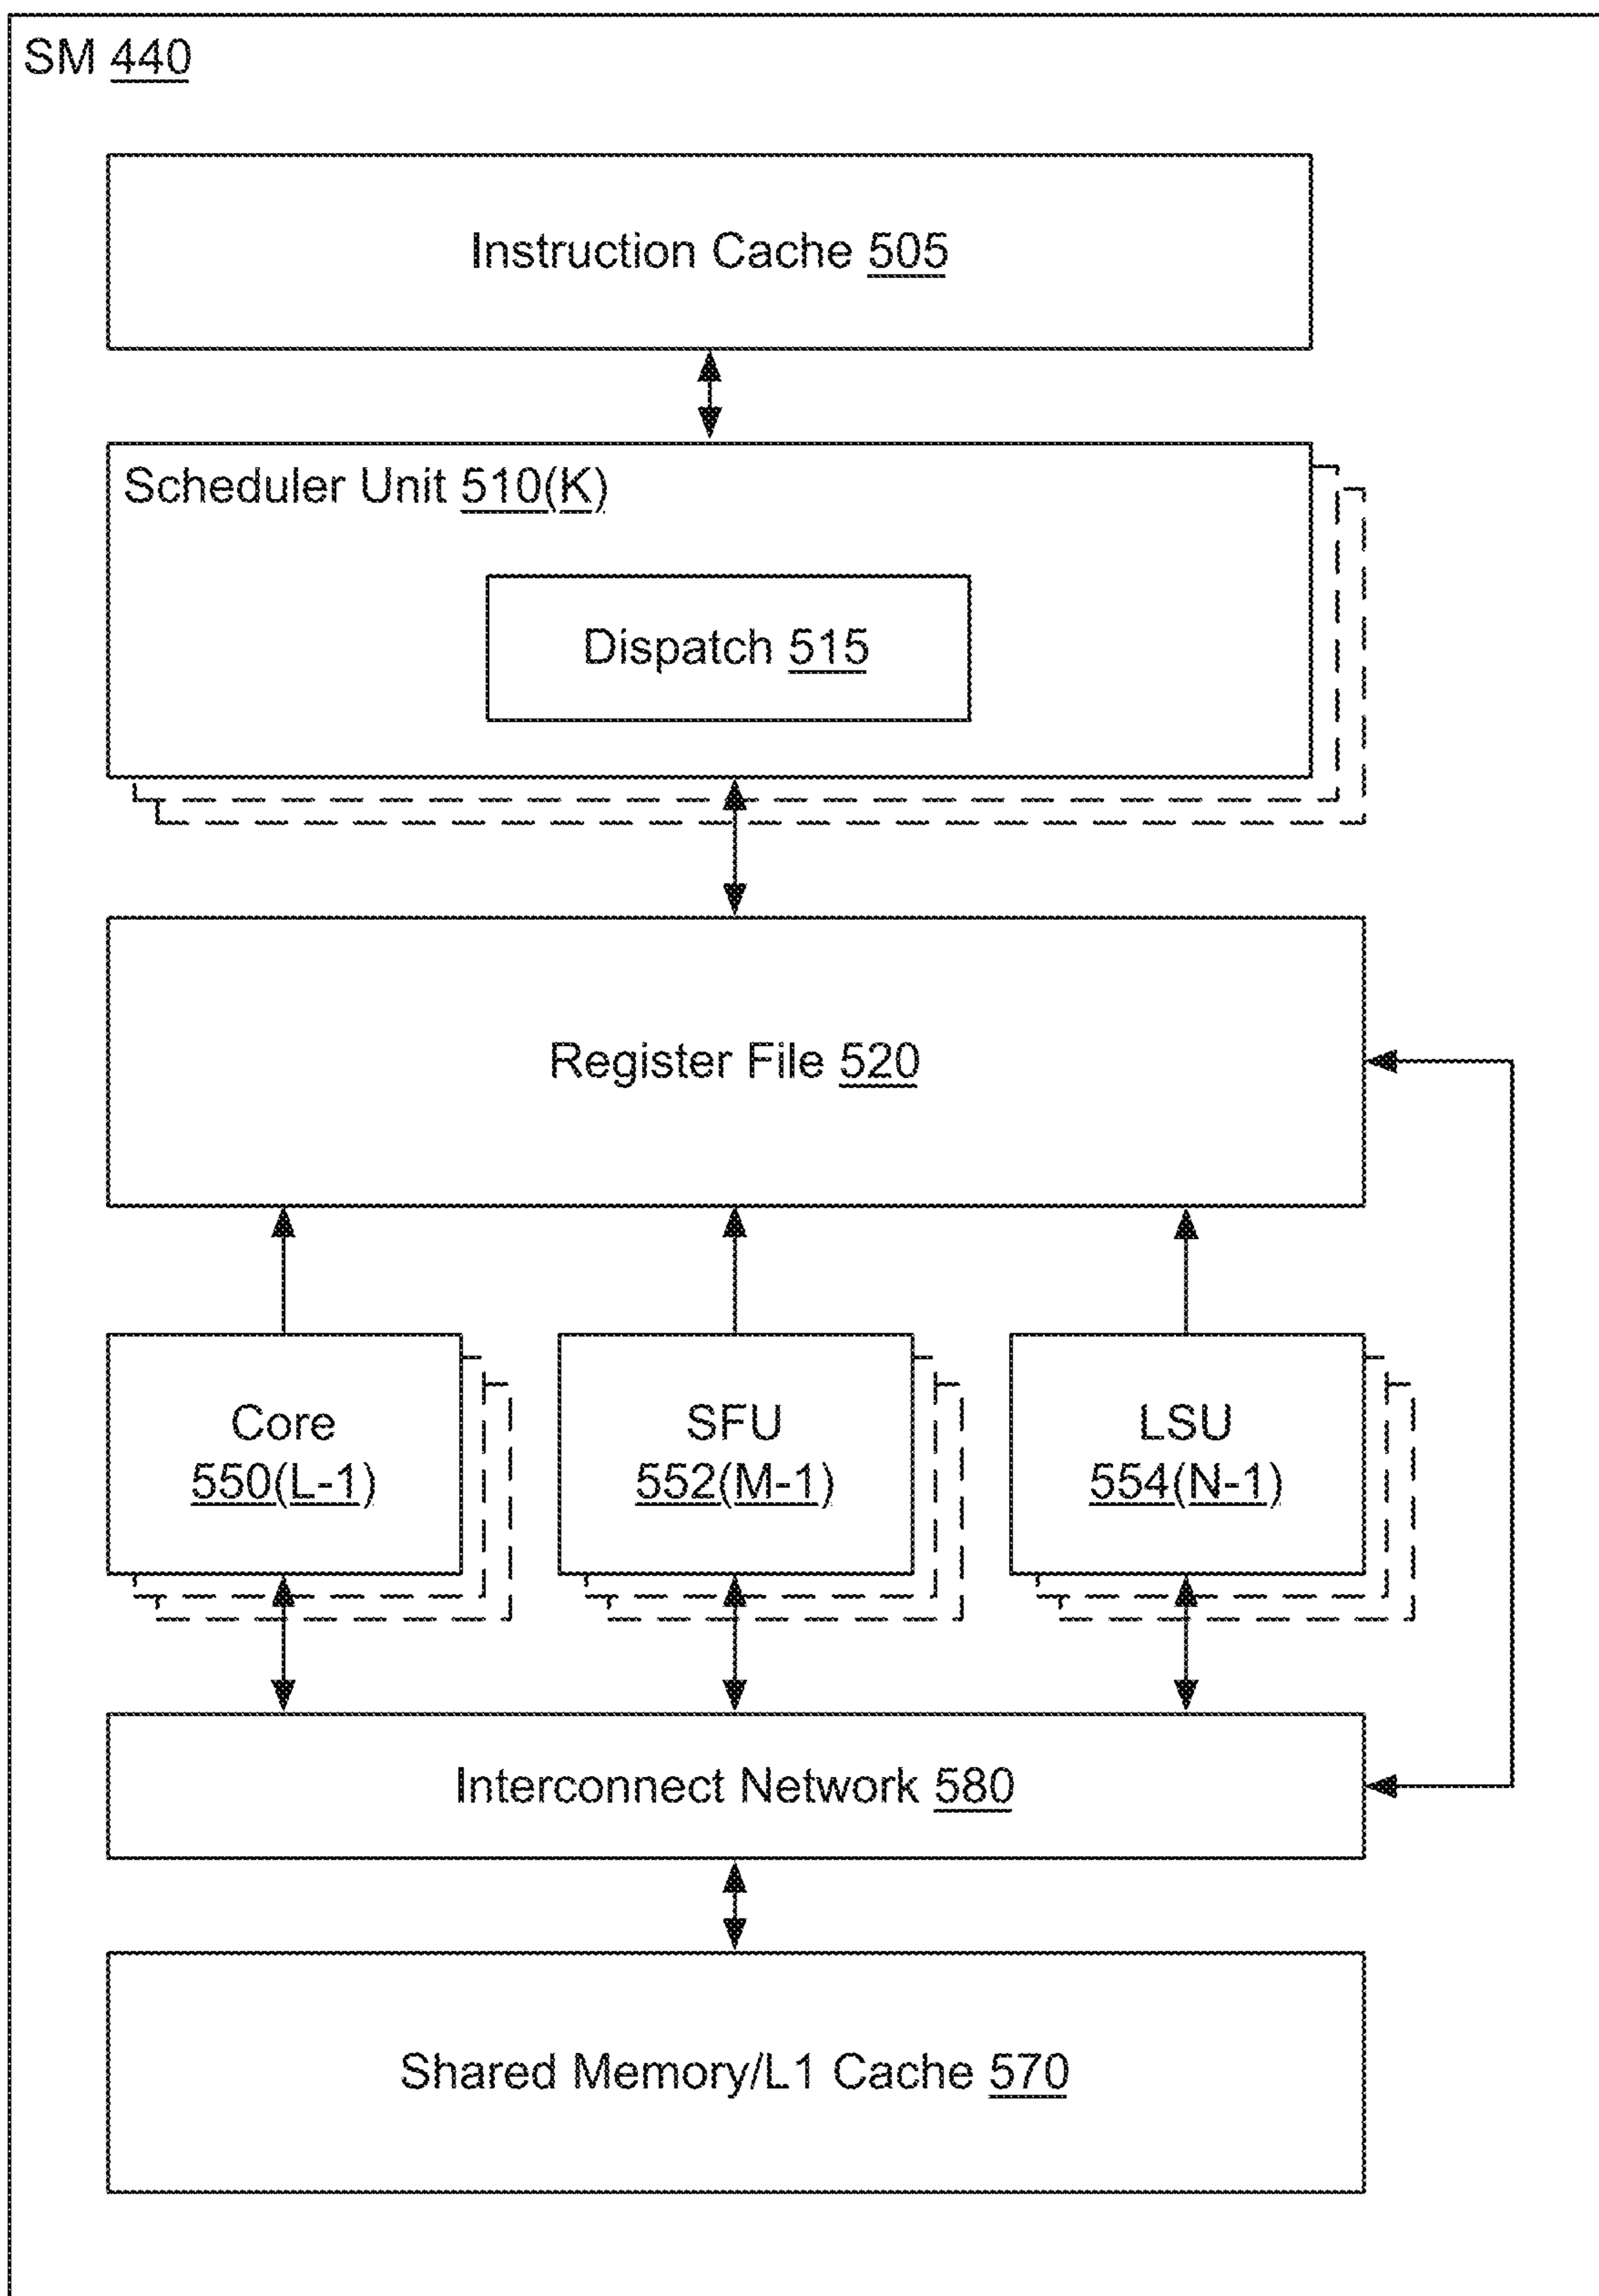 SM 440
Instruction Cache 505
Scheduler Unit 510(K)
Dispatch 515
Register File 520
Core
550(L-1)
SFU
552(M-1)
LSU
554(N-1)
Interconnect Network 580
Shared Memory/L1 Cache 570